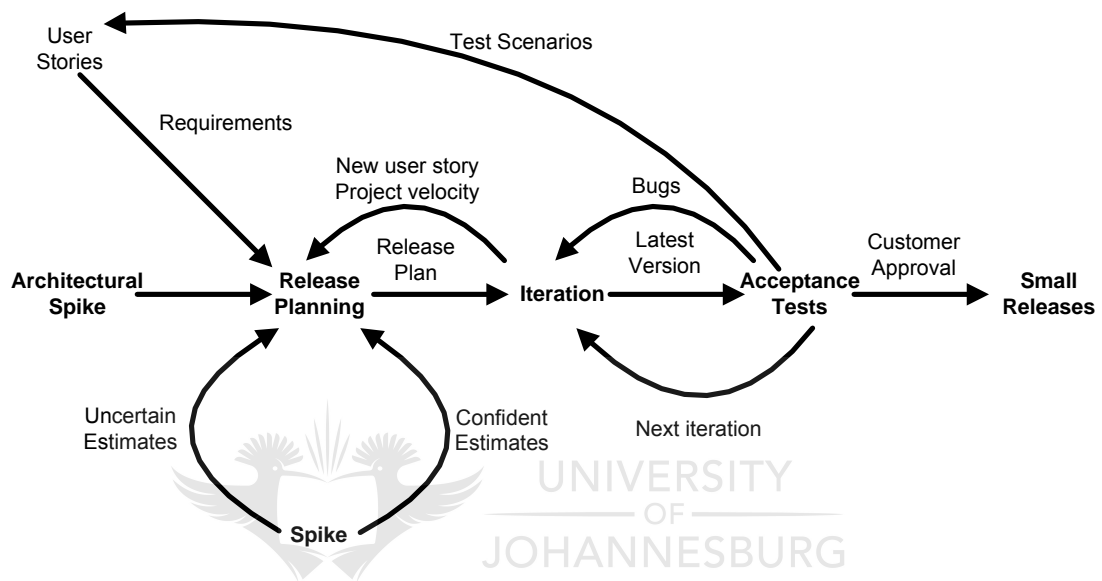 User
Stories
Test Scenarios
Requirements
New user story
Project velocity
Bugs
Release
Plan
Latest
Version
Customer
Approval
Architectural
Spike
Release
Planning
Iteration
Acceptance
Tests
Small
Releases
Uncertain
Estimates
Confident
Estimates
Next iteration
Spike
UNIVERSITY
OF
JOHANNESBURG